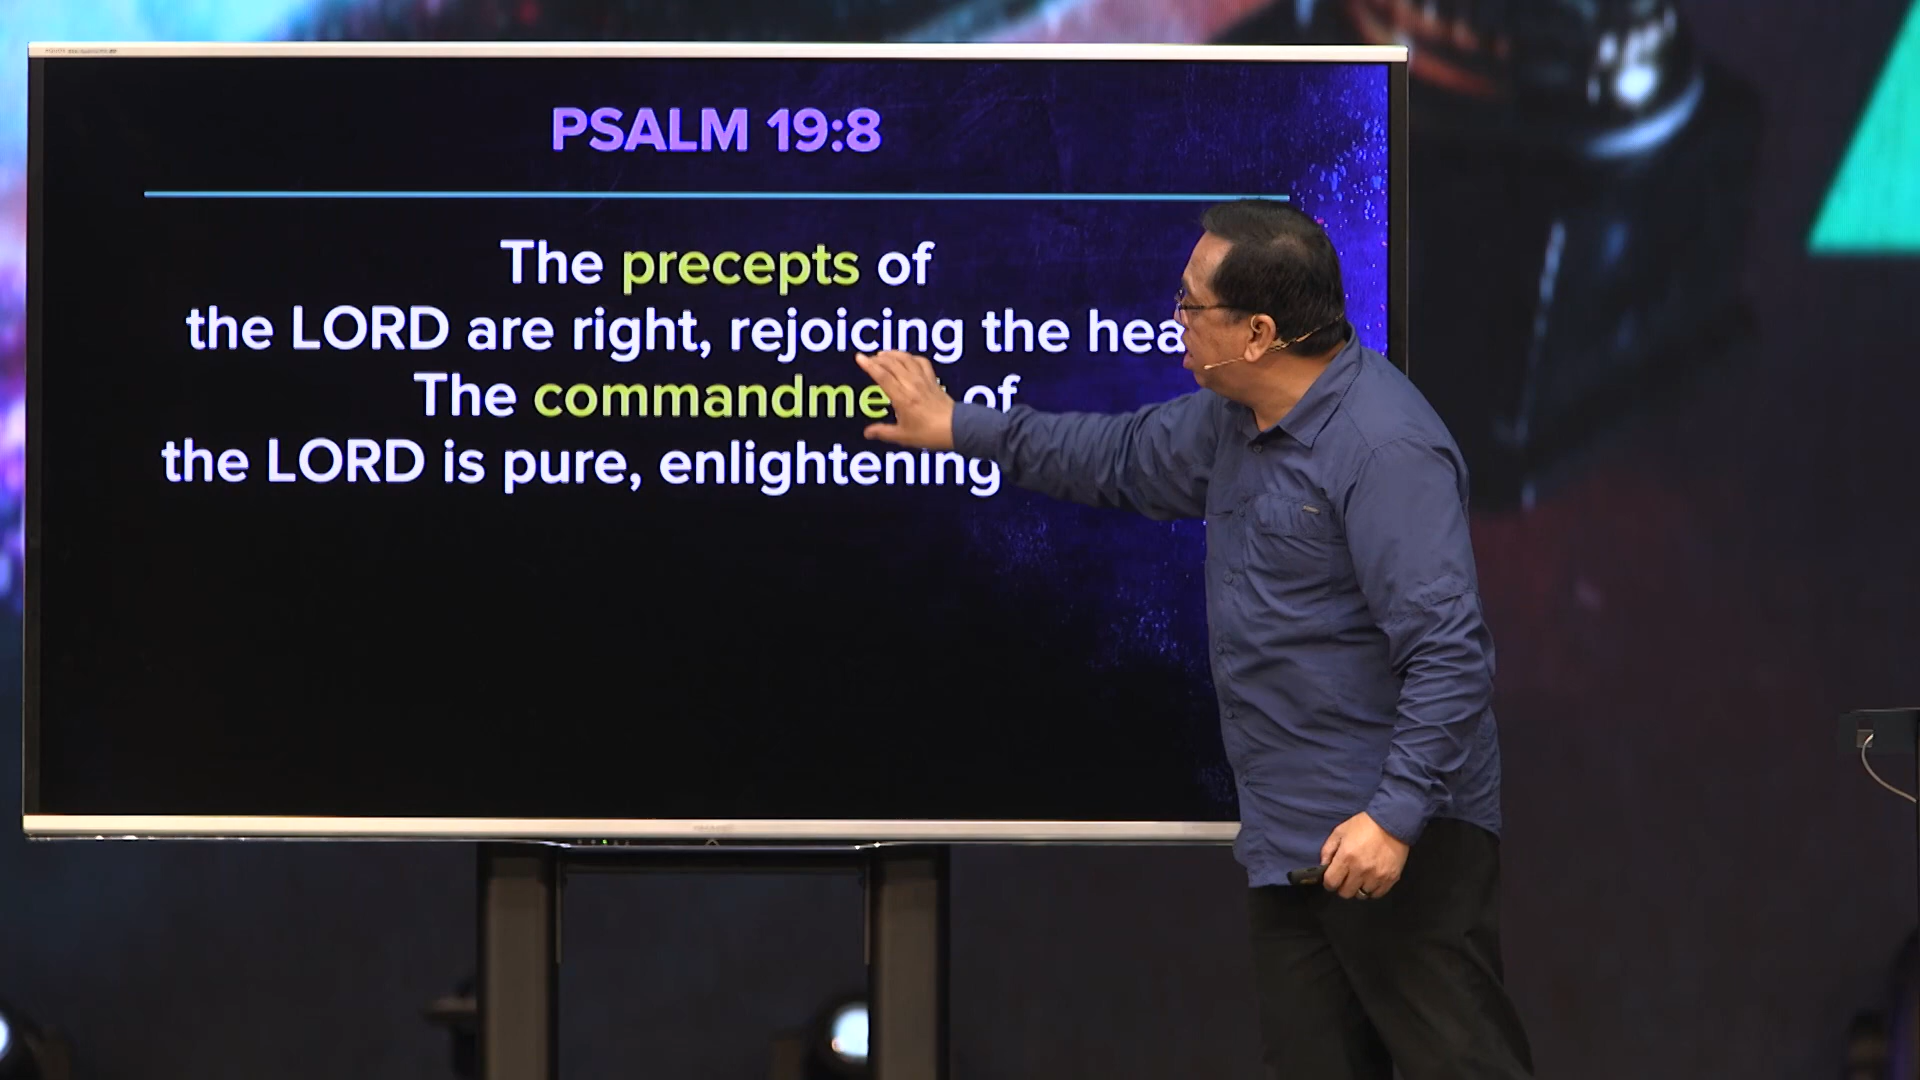 PSALM 19:8
The precepts of
the LORD are right, rejoicing the hea
The commandme of
the LORD is pure, enlightening